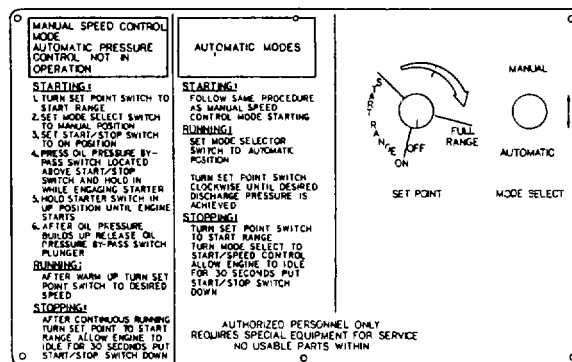 MANUAL SPEED CONTROL
MODE
AUTOMATIC PRESSURE
CONTROL NOT IN
OPERATION
STARTING:
1. TURN SET POINT SWITCH TO
START RANGE
2. SET MODE SELECT SWITCH
TO MANUAL POSITION
3. SET START/STOP SWITCH
TO ON POSITION
4. PRESS OIL PRESSURE BY-
PASS SWITCH LOCATED
ABOVE START/STOP
SWITCH AND HOLD IN
WHILE ENGAGING STARTER
5. HOLD STARTER SWITCH IN
UP POSITION UNTIL ENGINE
STARTS
6. AFTER OIL PRESSURE
BUILDS UP RELEASE OIL
PRESSURE BY-PASS SWITCH
PLUNGER
RUNNING:
AFTER WARM UP TURN SET
POINT SWITCH TO DESIRED
SPEED
STOPPING:
AFTER CONTINUOUS RUNNING
TURN SET POINT TO START
RANGE ALLOW ENGINE TO
IDLE FOR 30 SECONDS PUT
START/STOP SWITCH DOWN
AUTOMATIC MODES
STARTING:
FOLLOW SAME PROCEDURE
AS MANUAL SPEED
CONTROL MODE STARTING
RUNNING:
SET MODE SELECTOR
SWITCH TO AUTOMATIC
POSITION
TURN SET POINT SWITCH
CLOCKWISE UNTIL DESIRED
DISCHARGE PRESSURE IS
ACHIEVED
STOPPING:
TURN SET POINT SWITCH
TO START RANGE
TURN MODE SELECT TO
START/SPEED CONTROL
ALLOW ENGINE TO IDLE
FOR 30 SECONDS PUT
START/STOP SWITCH
DOWN
START RANGE
ON
OFF
FULL
RANGE
SET POINT
MANUAL
AUTOMATIC
MODE SELECT
AUTHORIZED PERSONNEL ONLY
REQUIRES SPECIAL EQUIPMENT FOR SERVICE
NO USABLE PARTS WITHIN